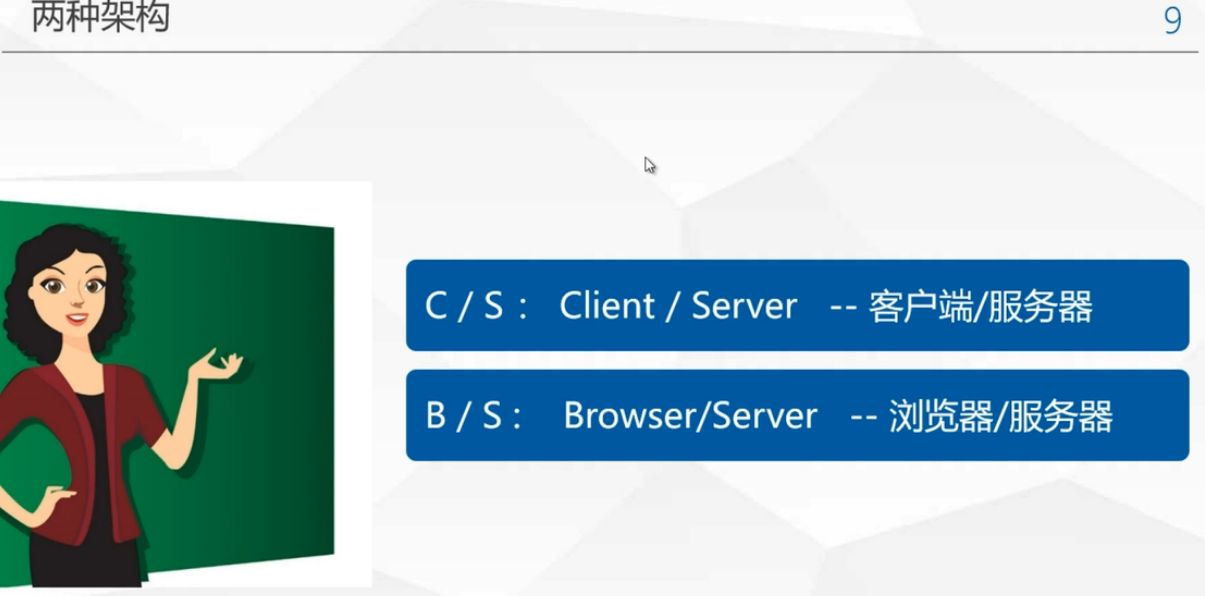 两种架构
9
C / S： Client / Server -- 客户端/服务器
B / S： Browser/Server -- 浏览器/服务器